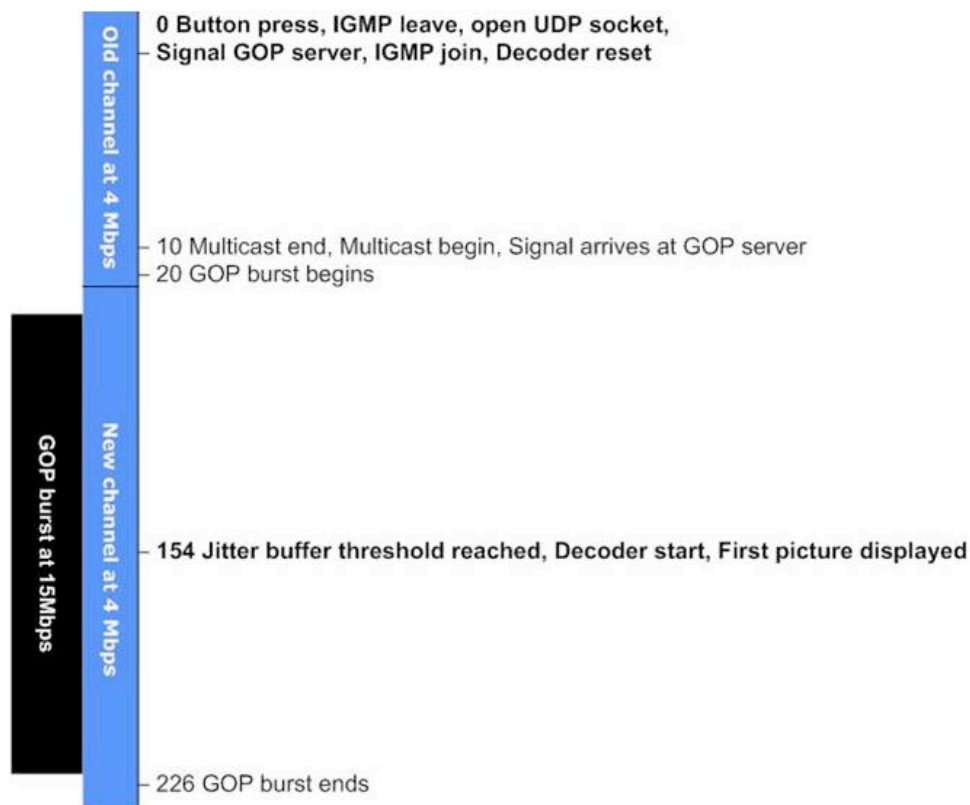 0 Button press, IGMP leave, open UDP socket,
Signal GOP server, IGMP join, Decoder reset
Old channel at 4 Mbps
10 Multicast end, Multicast begin, Signal arrives at GOP server
20 GOP burst begins
GOP burst at 15Mbps
New channel at 4 Mbps
154 Jitter buffer threshold reached, Decoder start, First picture displayed
226 GOP burst ends